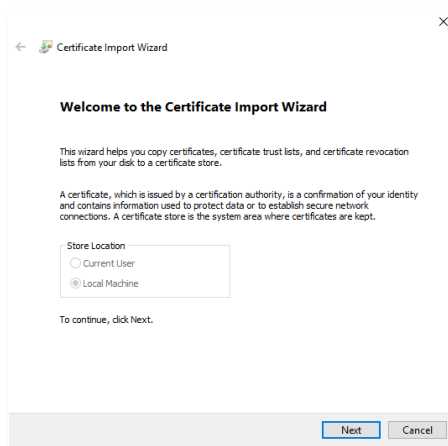 Certificate Import Wizard
Welcome to the Certificate Import Wizard
This wizard helps you copy certificates, certificate trust lists, and certificate revocation
lists from your disk to a certificate store.
A certificate, which is issued by a certification authority, is a confirmation of your identity
and contains information used to protect data or to establish secure network
connections. A certificate store is the system area where certificates are kept.
Store Location
Current User
Local Machine
To continue, click Next.
Next Cancel